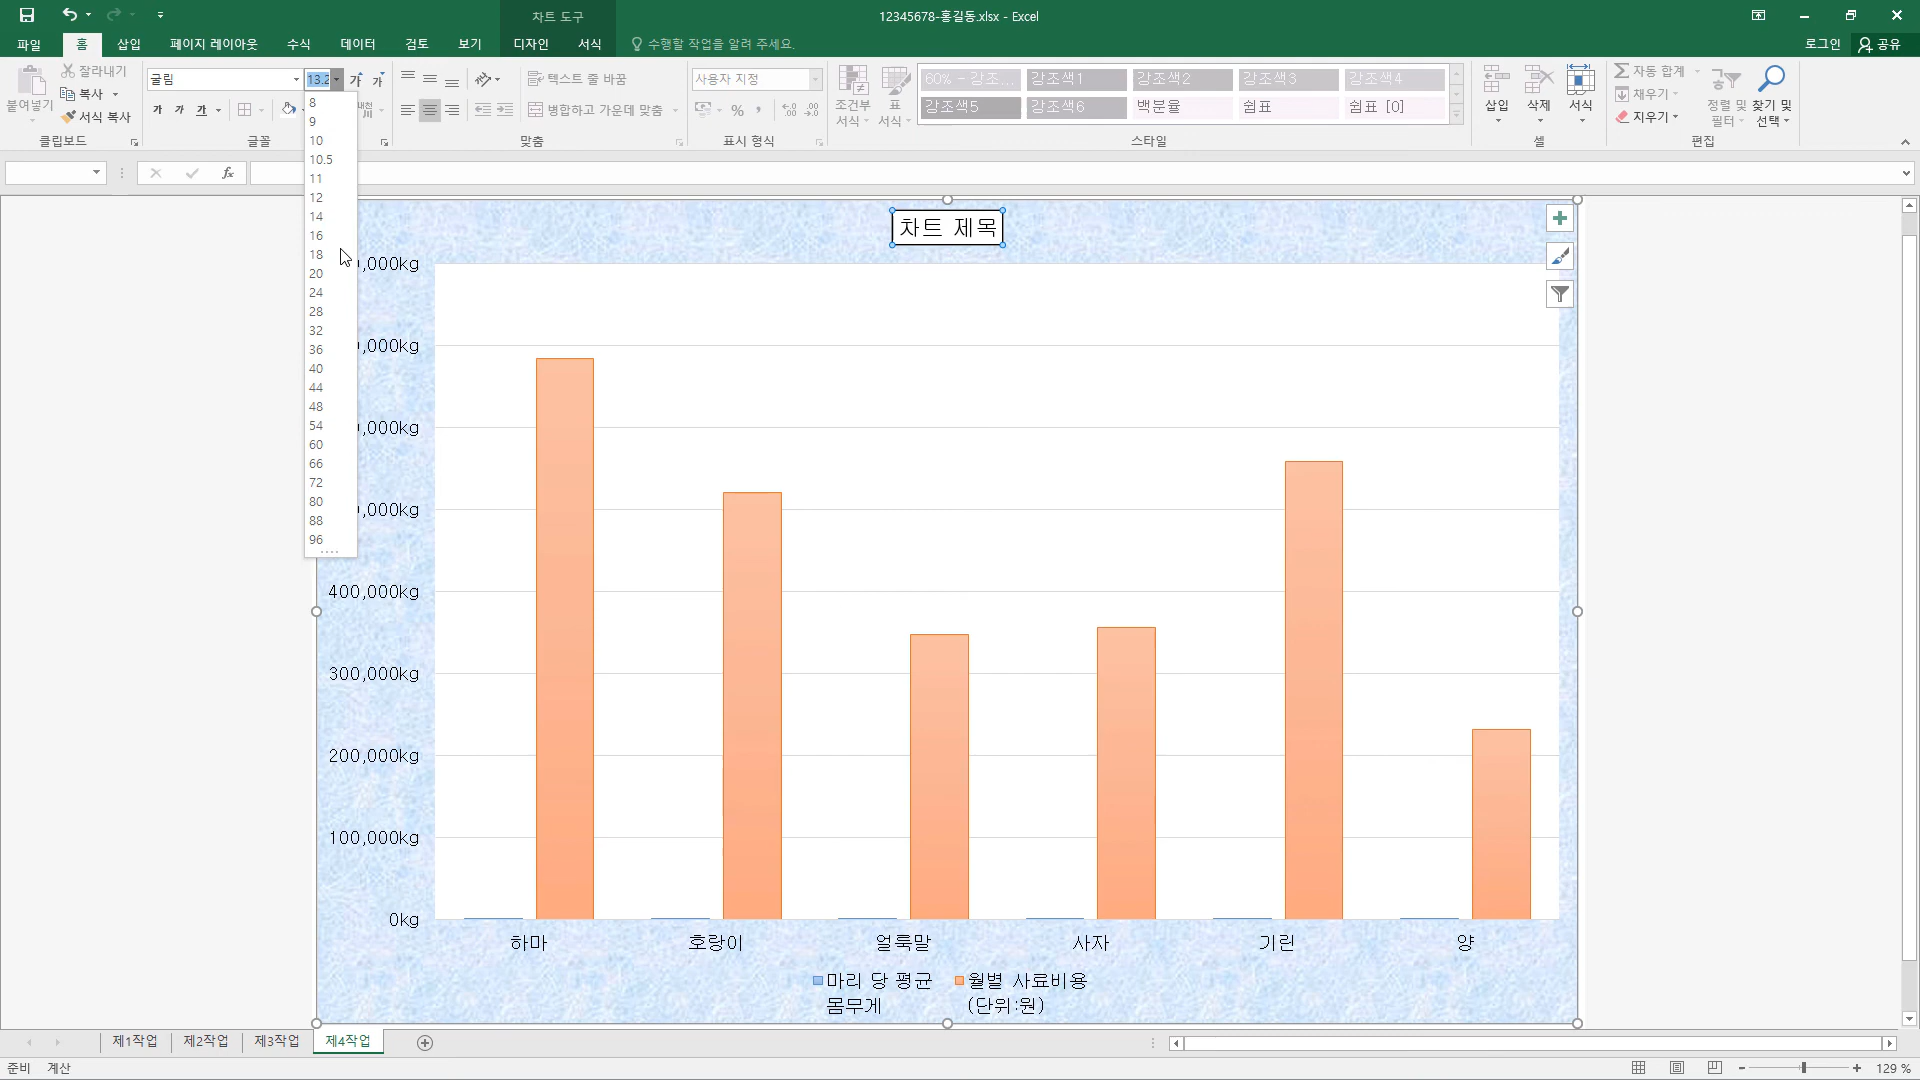 차트 도구
12345678-홍길동.xlsx - Excel
파일 홈 삽입 페이지 레이아웃 수식 데이터 검토 보기 디자인 서식 수행할 작업을 알려 주세요.
로그인 공유
붙여넣기
잘라내기
복사
서식 복사
클립보드
굴림 13.2 가 가
가 가 가
글꼴
텍스트 줄 바꿈
병합하고 가운데 맞춤
맞춤
사용자 지정
%
표시 형식
조건부 서식
표 서식
60% - 강조... 강조색1 강조색2 강조색3 강조색4
강조색5 강조색6 백분율 쉼표 쉼표 [0]
스타일
삽입 삭제 서식
셀
자동 합계
채우기
지우기
정렬 및 필터
찾기 및 선택
편집
fx
8
9
10
10.5
11
12
14
16
18
20
24
28
32
36
40
44
48
54
60
66
72
80
88
96
차트 제목
,000kg
,000kg
,000kg
,000kg
400,000kg
300,000kg
200,000kg
100,000kg
0kg
하마 호랑이 얼룩말 사자 기린 양
마리 당 평균 몸무게
월별 사료비용 (단위:원)
제1작업 제2작업 제3작업 제4작업
준비 계산
129 %